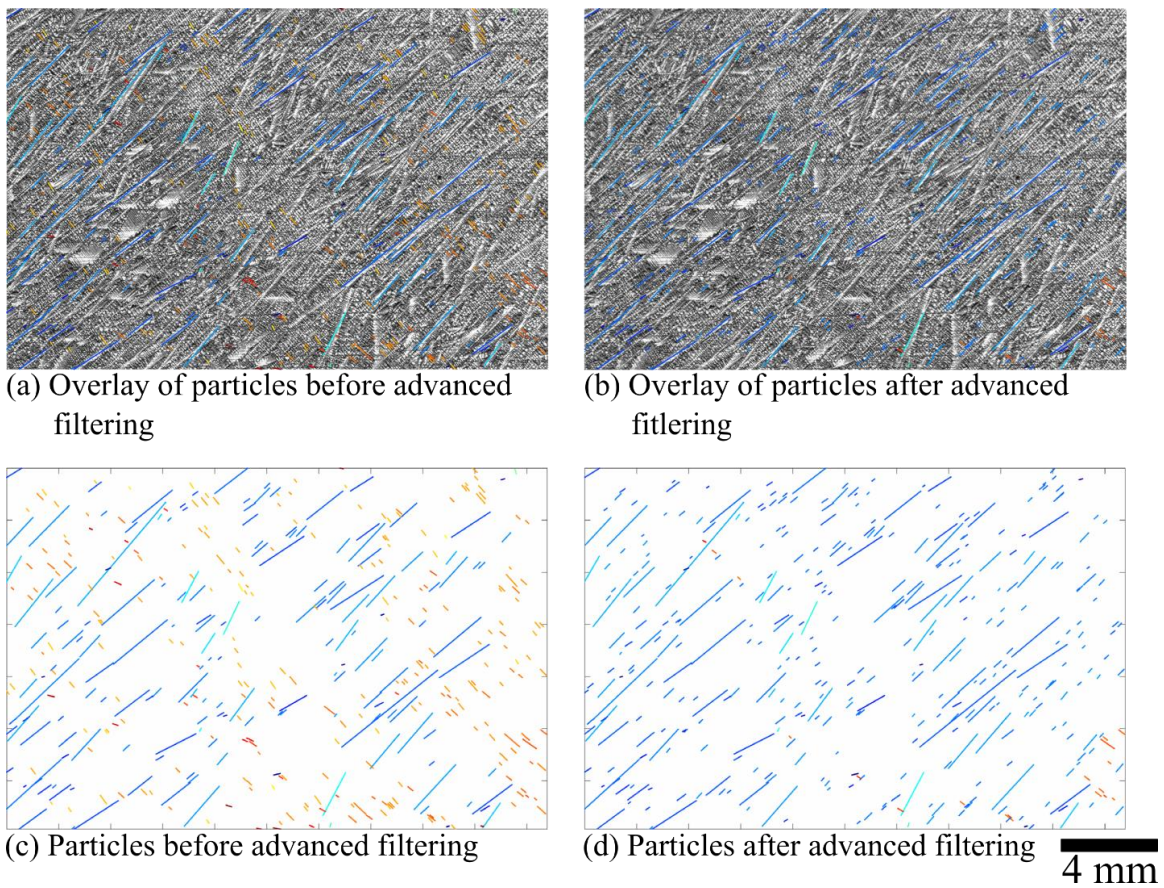 (a) Overlay of particles before advanced
filtering
(b) Overlay of particles after advanced
fitlering
(c) Particles before advanced filtering
(d) Particles after advanced filtering
4 mm